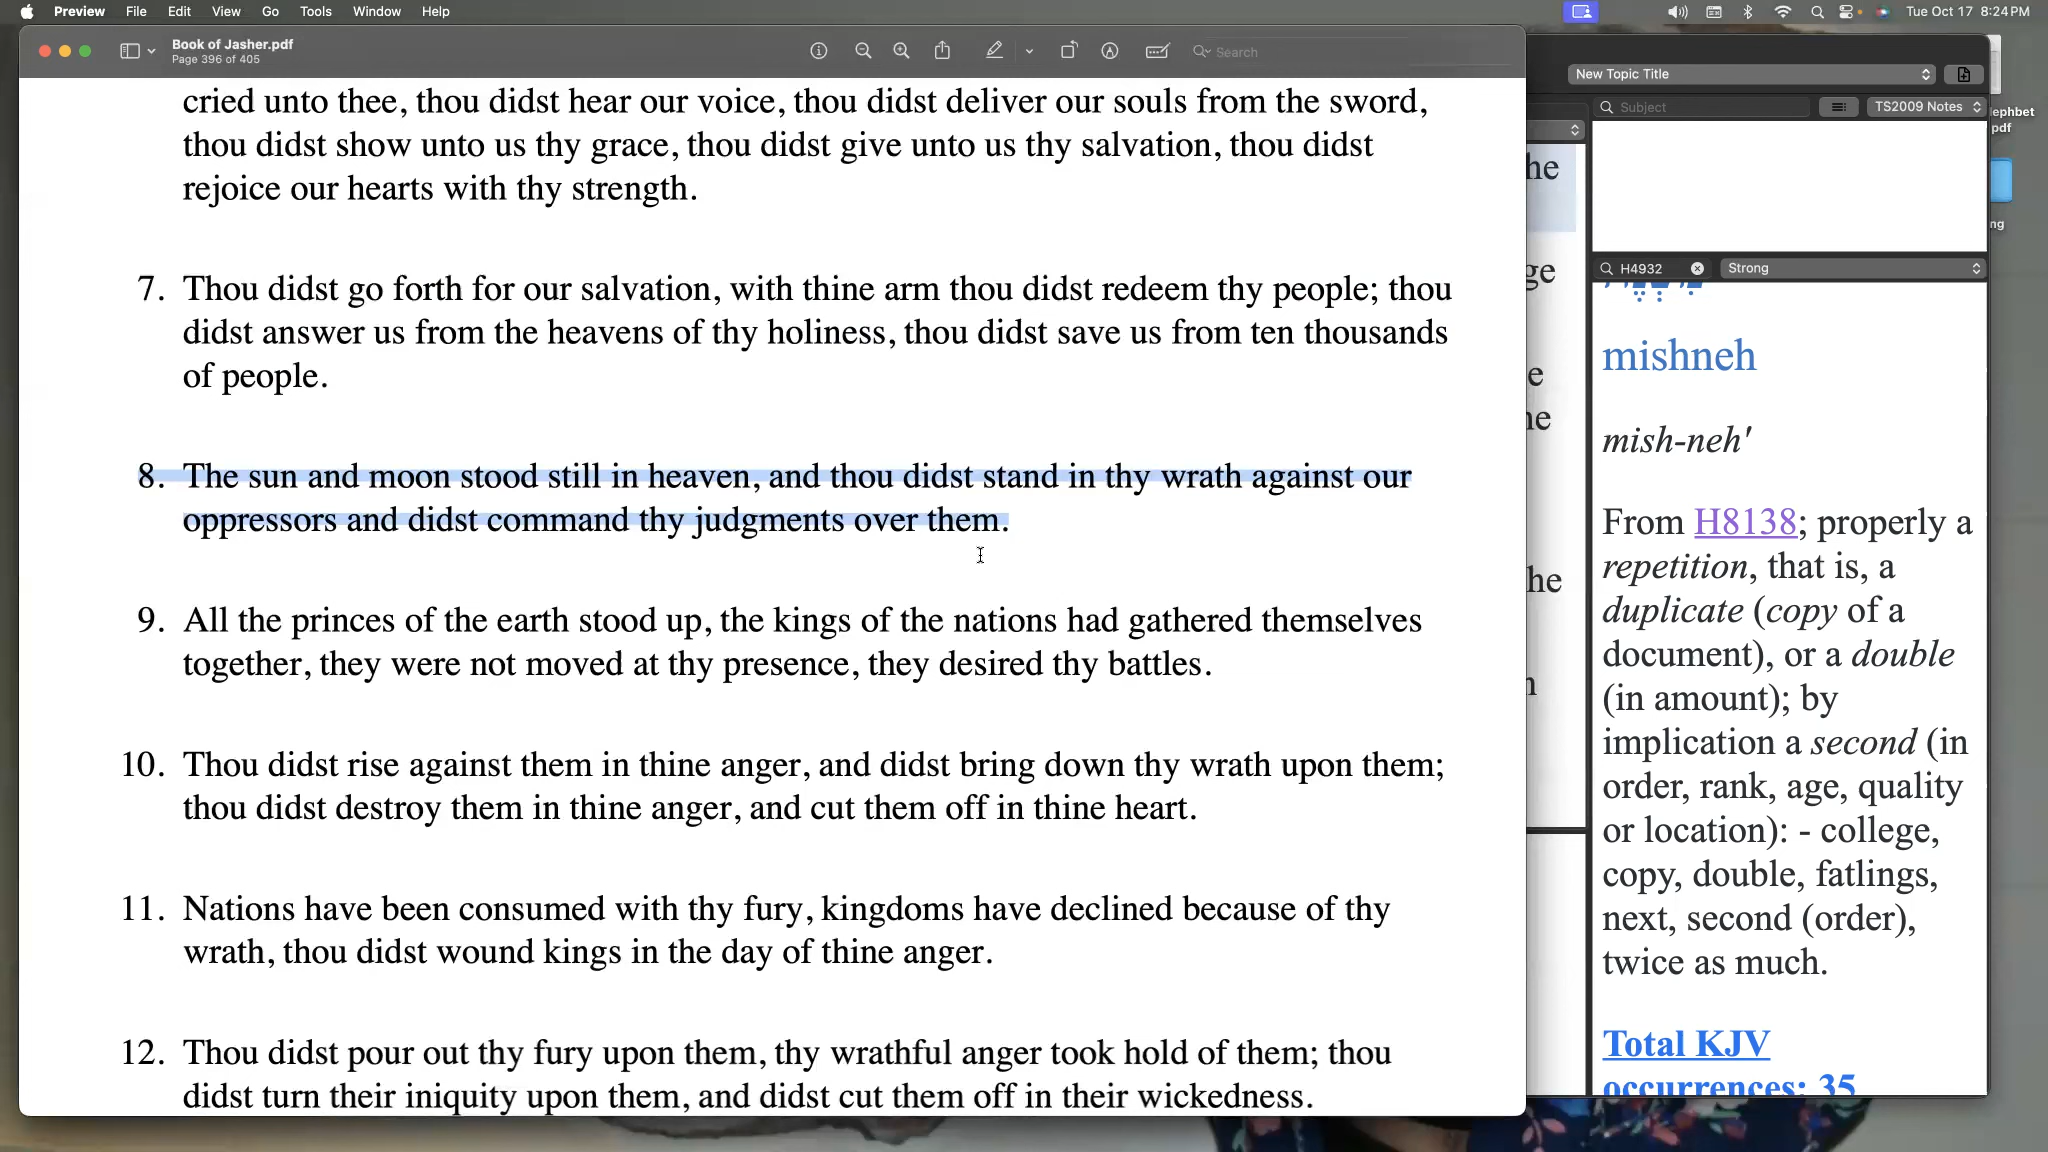 Preview File Edit View Go Tools Window Help
Tue Oct 17 8:24 PM
Book of Jasher.pdf
Page 396 of 405
Search
cried unto thee, thou didst hear our voice, thou didst deliver our souls from the sword,
thou didst show unto us thy grace, thou didst give unto us thy salvation, thou didst
rejoice our hearts with thy strength.
7. Thou didst go forth for our salvation, with thine arm thou didst redeem thy people; thou
didst answer us from the heavens of thy holiness, thou didst save us from ten thousands
of people.
8. The sun and moon stood still in heaven, and thou didst stand in thy wrath against our
oppressors and didst command thy judgments over them.
9. All the princes of the earth stood up, the kings of the nations had gathered themselves
together, they were not moved at thy presence, they desired thy battles.
10. Thou didst rise against them in thine anger, and didst bring down thy wrath upon them;
thou didst destroy them in thine anger, and cut them off in thine heart.
11. Nations have been consumed with thy fury, kingdoms have declined because of thy
wrath, thou didst wound kings in the day of thine anger.
12. Thou didst pour out thy fury upon them, thy wrathful anger took hold of them; thou
didst turn their iniquity upon them, and didst cut them off in their wickedness.
he
ge
e
he
New Topic Title
Subject
TS2009 Notes
H4932
Strong
mishneh
mish-neh'
From H8138; properly a
repetition, that is, a
duplicate (copy of a
document), or a double
(in amount); by
implication a second (in
order, rank, age, quality
or location): - college,
copy, double, fatlings,
next, second (order),
twice as much.
Total KJV
occurrences: 35
lephbet
pdf
ng